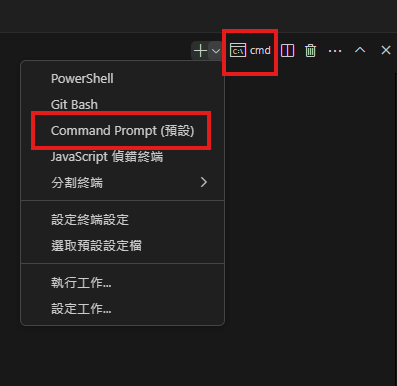 cmd
PowerShell
Git Bash
Command Prompt (預設)
JavaScript 偵錯終端
分割終端
設定終端設定
選取預設設定檔
執行工作...
設定工作...